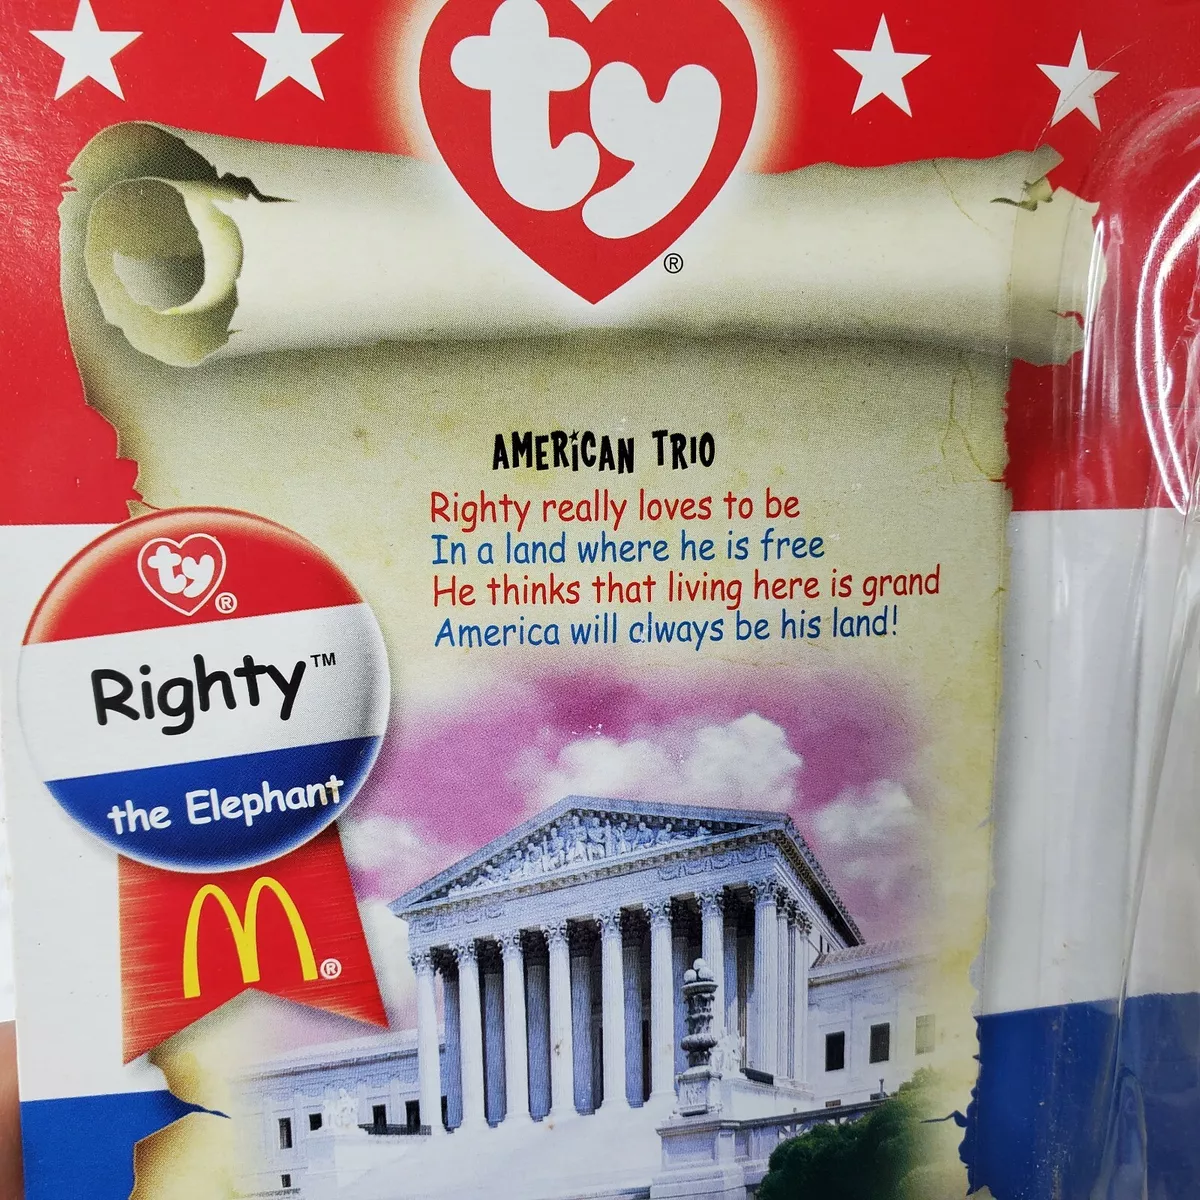 ty®
AMERiCAN TRIO
Righty really loves to be
In a land where he is free
He thinks that living here is grand
America will always be his land!
ty®
Righty™
the Elephant
M®